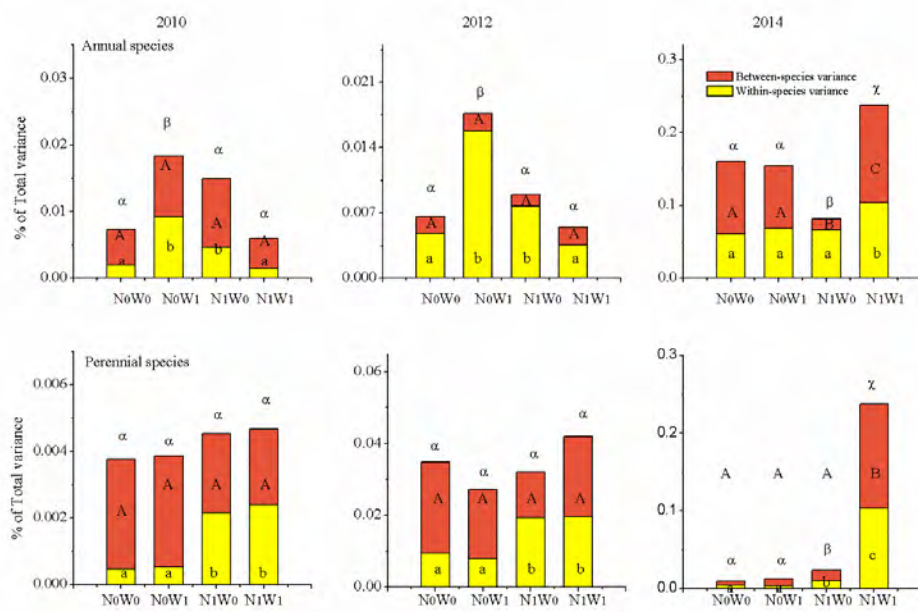 2010 2012 2014
Annual species
% of Total variance
0.03
0.02
0.01
0.00
α β α α
A A A A
a b b a
N0W0 N0W1 N1W0 N1W1
0.021
0.014
0.007
0.000
α β α α
A A A A
a b b a
N0W0 N0W1 N1W0 N1W1
0.3
0.2
0.1
0.0
Between-species variance
Within-species variance
α α β χ
A A B C
a a a b
N0W0 N0W1 N1W0 N1W1
Perennial species
% of Total variance
0.006
0.004
0.002
0.000
α α α α
A A A A
a a b b
N0W0 N0W1 N1W0 N1W1
0.06
0.04
0.02
0.00
α α α α
A A A A
a a b b
N0W0 N0W1 N1W0 N1W1
0.3
0.2
0.1
0.0
A A A B
α α β χ
b c
N0W0 N0W1 N1W0 N1W1